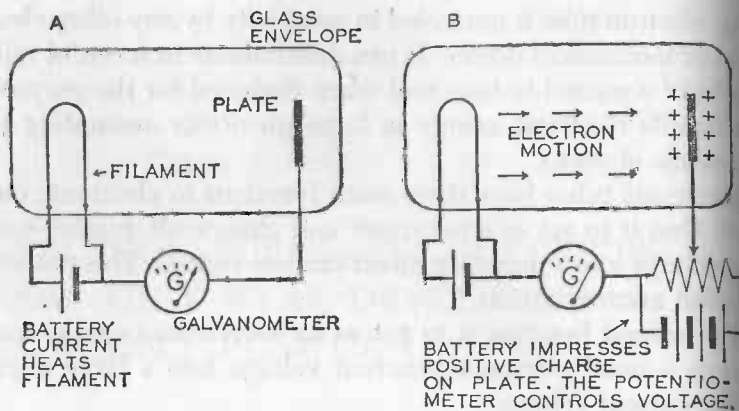 A
GLASS
ENVELOPE
PLATE
FILAMENT
G
GALVANOMETER
BATTERY
CURRENT
HEATS
FILAMENT
B
ELECTRON
MOTION
+ +
+ +
+ +
+ +
G
BATTERY IMPRESSES
POSITIVE CHARGE
ON PLATE. THE POTENTIO-
METER CONTROLS VOLTAGE.